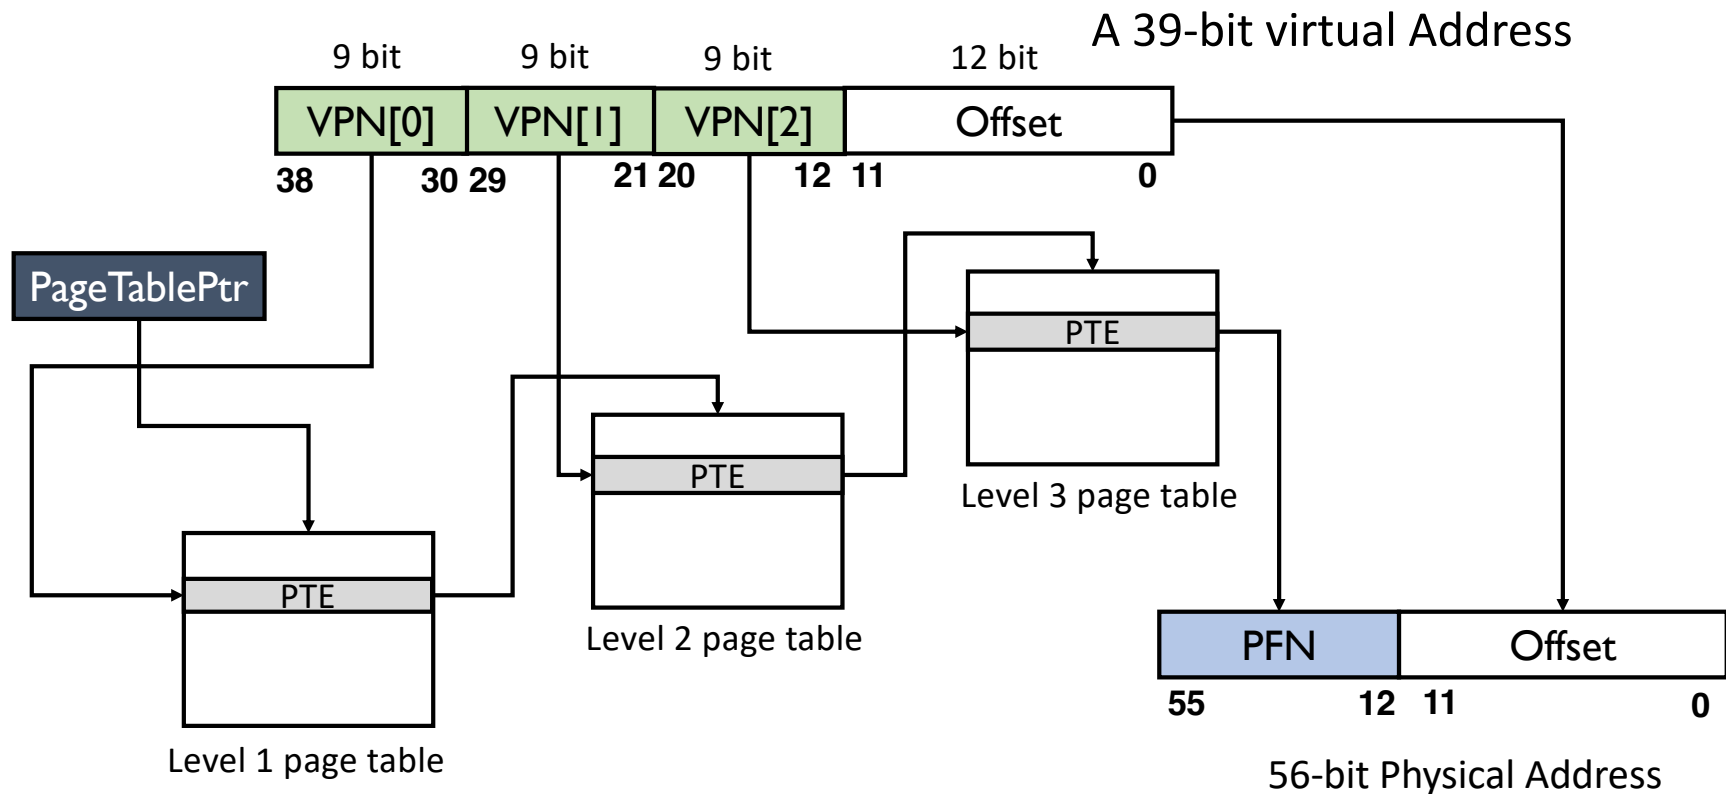 A 39-bit virtual Address
9 bit 9 bit 9 bit 12 bit
VPN[0] VPN[1] VPN[2] Offset
38 30 29 21 20 12 11 0
PageTablePtr
PTE
Level 3 page table
PTE
Level 2 page table
PTE
Level 1 page table
PFN Offset
55 12 11 0
56-bit Physical Address